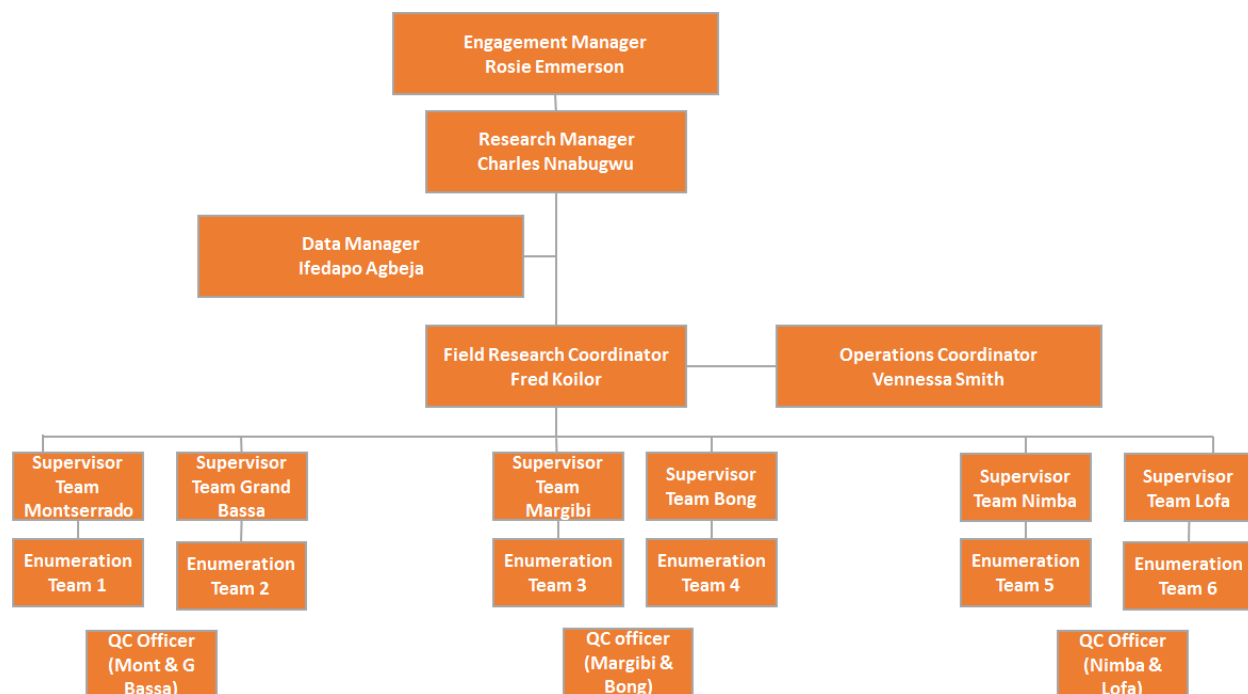 Engagement Manager
Rosie Emmerson
Research Manager
Charles Nnabugwu
Data Manager
Ifedapo Agbeja
Field Research Coordinator
Fred Koilor
Operations Coordinator
Vennessa Smith
Supervisor
Team
Montserrado
Supervisor
Team Grand
Bassa
Supervisor
Team
Margibi
Supervisor
Team Bong
Supervisor
Team Nimba
Supervisor
Team Lofa
Enumeration
Team 1
Enumeration
Team 2
Enumeration
Team 3
Enumeration
Team 4
Enumeration
Team 5
Enumeration
Team 6
QC Officer
(Mont & G
Bassa)
QC officer
(Margibi &
Bong)
QC Officer
(Nimba &
Lofa)